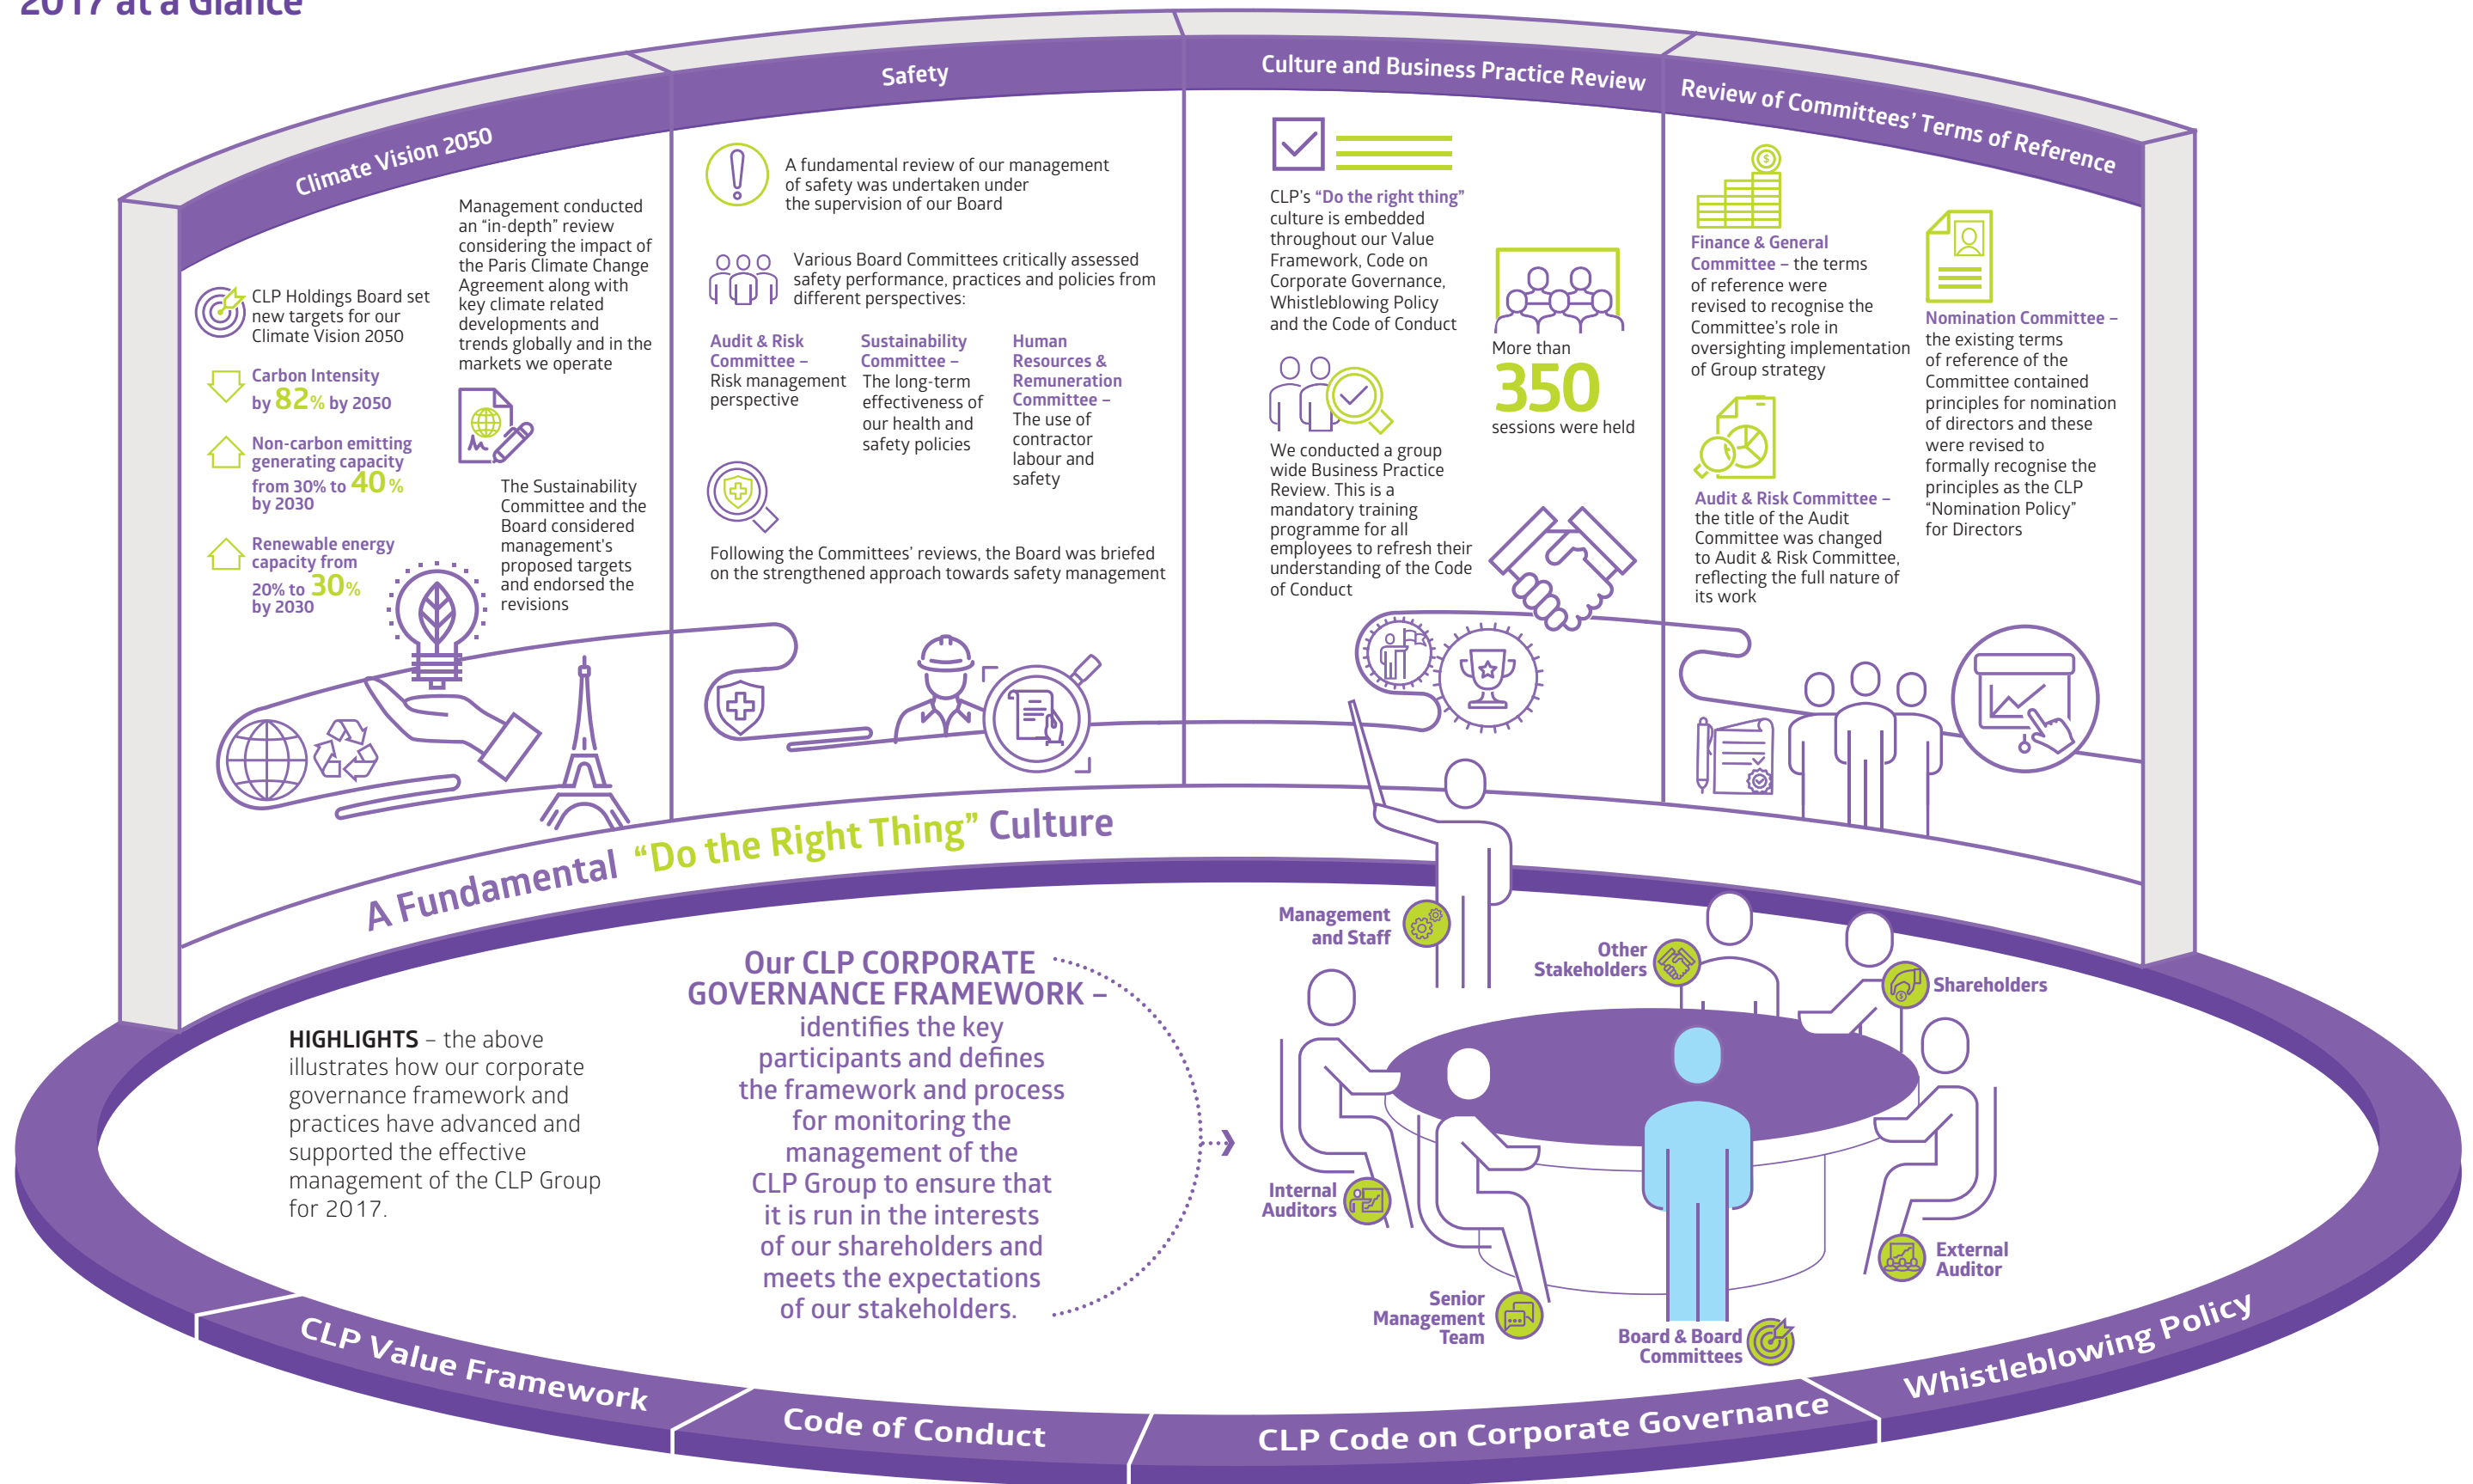 2017 at a Glance
Climate Vision 2050
CLP Holdings Board set
new targets for our
Climate Vision 2050
Carbon Intensity
by 82% by 2050
Non-carbon emitting
generating capacity
from 30% to 40%
by 2030
Renewable energy
capacity from
20% to 30%
by 2030
Management conducted
an “in-depth” review
considering the impact of
the Paris Climate Change
Agreement along with
key climate related
developments and
trends globally and in the
markets we operate
The Sustainability
Committee and the
Board considered
management's
proposed targets
and endorsed the
revisions
Safety
A fundamental review of our management
of safety was undertaken under
the supervision of our Board
Various Board Committees critically assessed
safety performance, practices and policies from
different perspectives:
Audit & Risk
Committee –
Risk management
perspective
Sustainability
Committee –
The long-term
effectiveness of
our health and
safety policies
Human
Resources &
Remuneration
Committee –
The use of
contractor
labour and
safety
Following the Committees' reviews, the Board was briefed
on the strengthened approach towards safety management
Culture and Business Practice Review
CLP's “Do the right thing”
culture is embedded
throughout our Value
Framework, Code on
Corporate Governance,
Whistleblowing Policy
and the Code of Conduct
We conducted a group
wide Business Practice
Review. This is a
mandatory training
programme for all
employees to refresh their
understanding of the Code
of Conduct
More than
350
sessions were held
Review of Committees' Terms of Reference
$
Finance & General
Committee – the terms
of reference were
revised to recognise the
Committee's role in
oversighting implementation
of Group strategy
Audit & Risk Committee –
the title of the Audit
Committee was changed
to Audit & Risk Committee,
reflecting the full nature of
its work
Nomination Committee –
the existing terms
of reference of the
Committee contained
principles for nomination
of directors and these
were revised to
formally recognise the
principles as the CLP
“Nomination Policy”
for Directors
A Fundamental “Do the Right Thing” Culture
HIGHLIGHTS – the above
illustrates how our corporate
governance framework and
practices have advanced and
supported the effective
management of the CLP Group
for 2017.
Our CLP CORPORATE
GOVERNANCE FRAMEWORK –
identifies the key
participants and defines
the framework and process
for monitoring the
management of the
CLP Group to ensure that
it is run in the interests
of our shareholders and
meets the expectations
of our stakeholders.
Management
and Staff
Other
Stakeholders
$
Shareholders
Internal
Auditors
External
Auditor
Senior
Management
Team
Board & Board
Committees
CLP Value Framework
Code of Conduct
CLP Code on Corporate Governance
Whistleblowing Policy